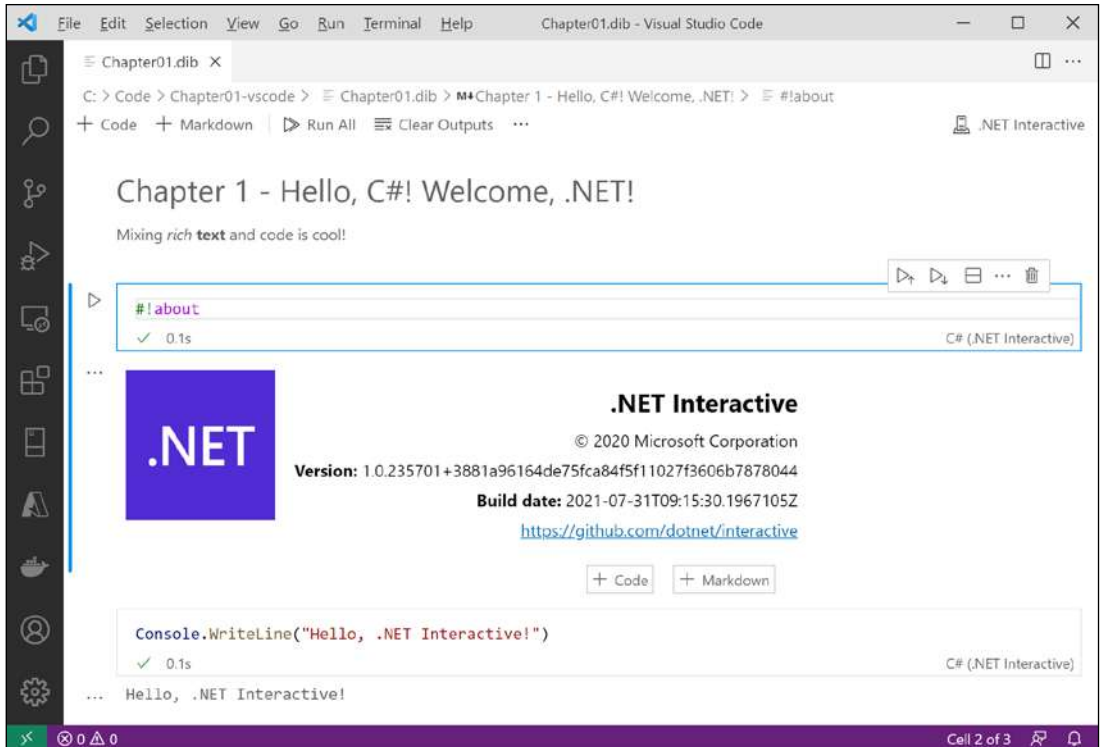 File Edit Selection View Go Run Terminal Help Chapter01.dib - Visual Studio Code
Chapter01.dib
C: > Code > Chapter01-vscode > Chapter01.dib > M↓Chapter 1 - Hello, C#! Welcome, .NET! > #!about
+ Code + Markdown Run All Clear Outputs ... .NET Interactive
Chapter 1 - Hello, C#! Welcome, .NET!
Mixing rich text and code is cool!
#!about
0.1s C# (.NET Interactive)
.NET
.NET Interactive
© 2020 Microsoft Corporation
Version: 1.0.235701+3881a96164de75fca84f5f11027f3606b7878044
Build date: 2021-07-31T09:15:30.1967105Z
https://github.com/dotnet/interactive
+ Code + Markdown
Console.WriteLine("Hello, .NET Interactive!")
0.1s C# (.NET Interactive)
... Hello, .NET Interactive!
0 0 Cell 2 of 3